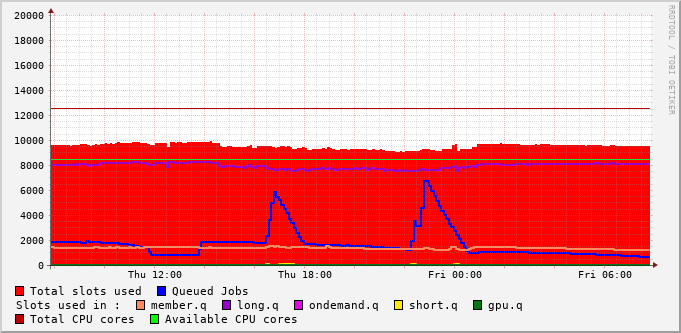 RRDTOOL / TOBI OETIKER
20000
18000
16000
14000
12000
10000
8000
6000
4000
2000
0
Thu 12:00 Thu 18:00 Fri 00:00 Fri 06:00
Total slots used Queued Jobs
Slots used in : member.q long.q ondemand.q short.q gpu.q
Total CPU cores Available CPU cores